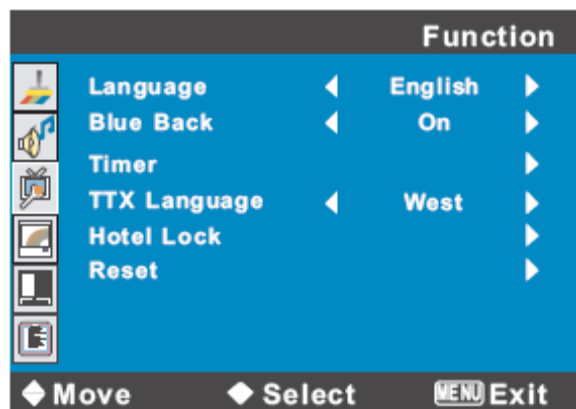 Function
Language English
Blue Back On
Timer
TTX Language West
Hotel Lock
Reset
Move Select MENU Exit